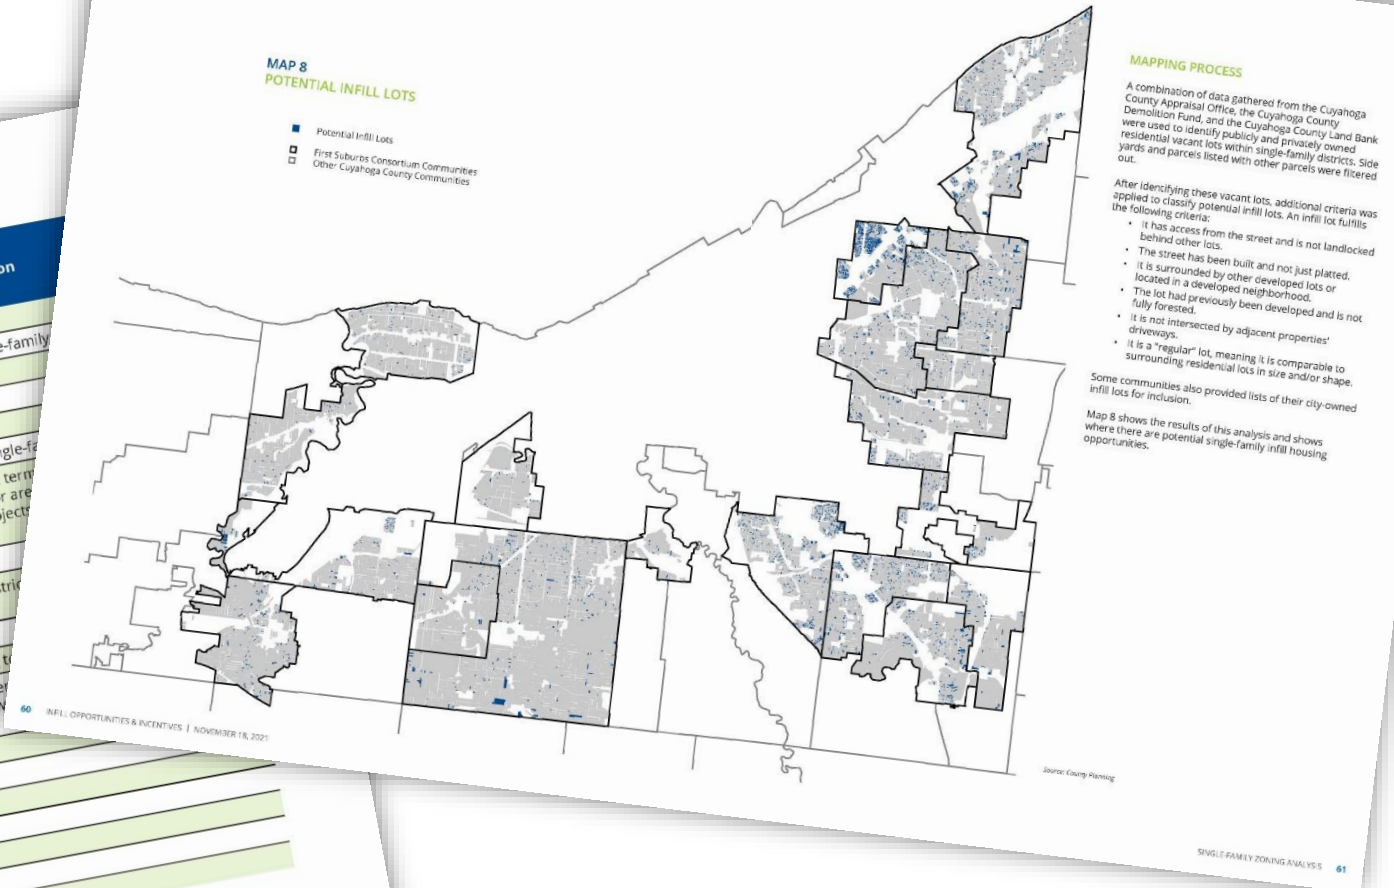 MAP 8
POTENTIAL INFILL LOTS
Potential Infill Lots
First Suburbs Consortium Communities
Other Cuyahoga County Communities
MAPPING PROCESS
A combination of data gathered from the Cuyahoga
County Appraisal Office, the Cuyahoga County
Demolition Fund, and the Cuyahoga County Land Bank
were used to identify publicly and privately owned
residential vacant lots within single-family districts. Side
yards and parcels listed with other parcels were filtered
out.
After identifying these vacant lots, additional criteria was
applied to classify potential infill lots. An infill lot fulfills
the following criteria:
• It has access from the street and is not landlocked
behind other lots.
• The street has been built and not just platted.
• It is surrounded by other developed lots or
located in a developed neighborhood.
• The lot had previously been developed and is not
fully forested.
• It is not intersected by adjacent properties'
driveways.
• It is a "regular" lot, meaning it is comparable to
surrounding residential lots in size and/or shape.
Some communities also provided lists of their city-owned
infill lots for inclusion.
Map 8 shows the results of this analysis and shows
where there are potential single-family infill housing
opportunities.
Source: County Planning
60 INFILL OPPORTUNITIES & INCENTIVES | NOVEMBER 18, 2021
SINGLE-FAMILY ZONING ANALYSIS 61
on
e-family
term
or are